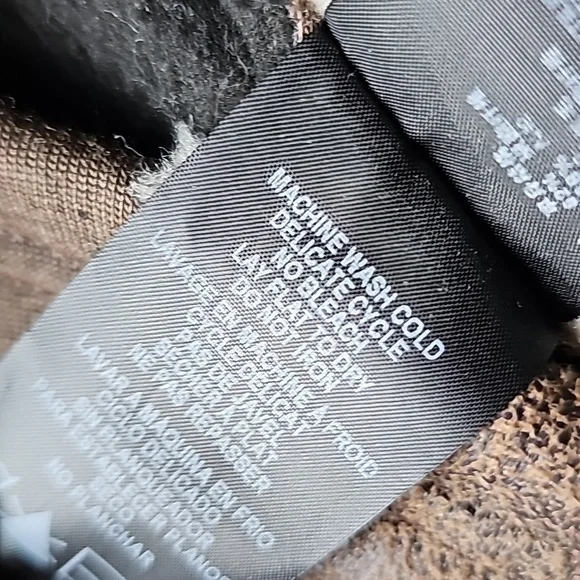 MACHINE WASH COLD
DELICATE CYCLE
NO BLEACH
LAY FLAT TO DRY
DO NOT IRON
LAVAGE EN MACHINE A FROID
CYCLE DELICAT
PAS DE JAVEL
SECHER A PLAT
NE PAS REPASSER
LAVAR A MAQUINA EN FRIO
CICLO DELICADO
SIN BLANQUEADOR
PARA SECAR PLANO
NO PLANCHAR